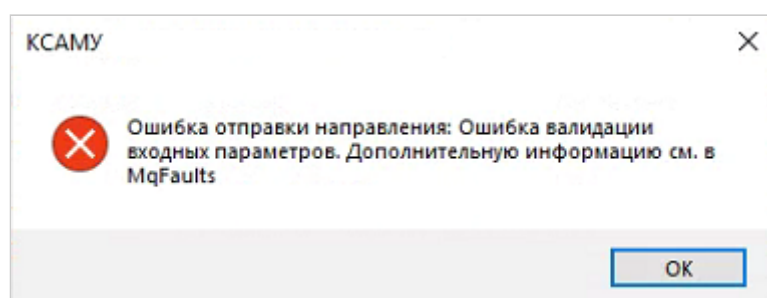 КСАМУ
Ошибка отправки направления: Ошибка валидации
входных параметров. Дополнительную информацию см. в
MqFaults
OK